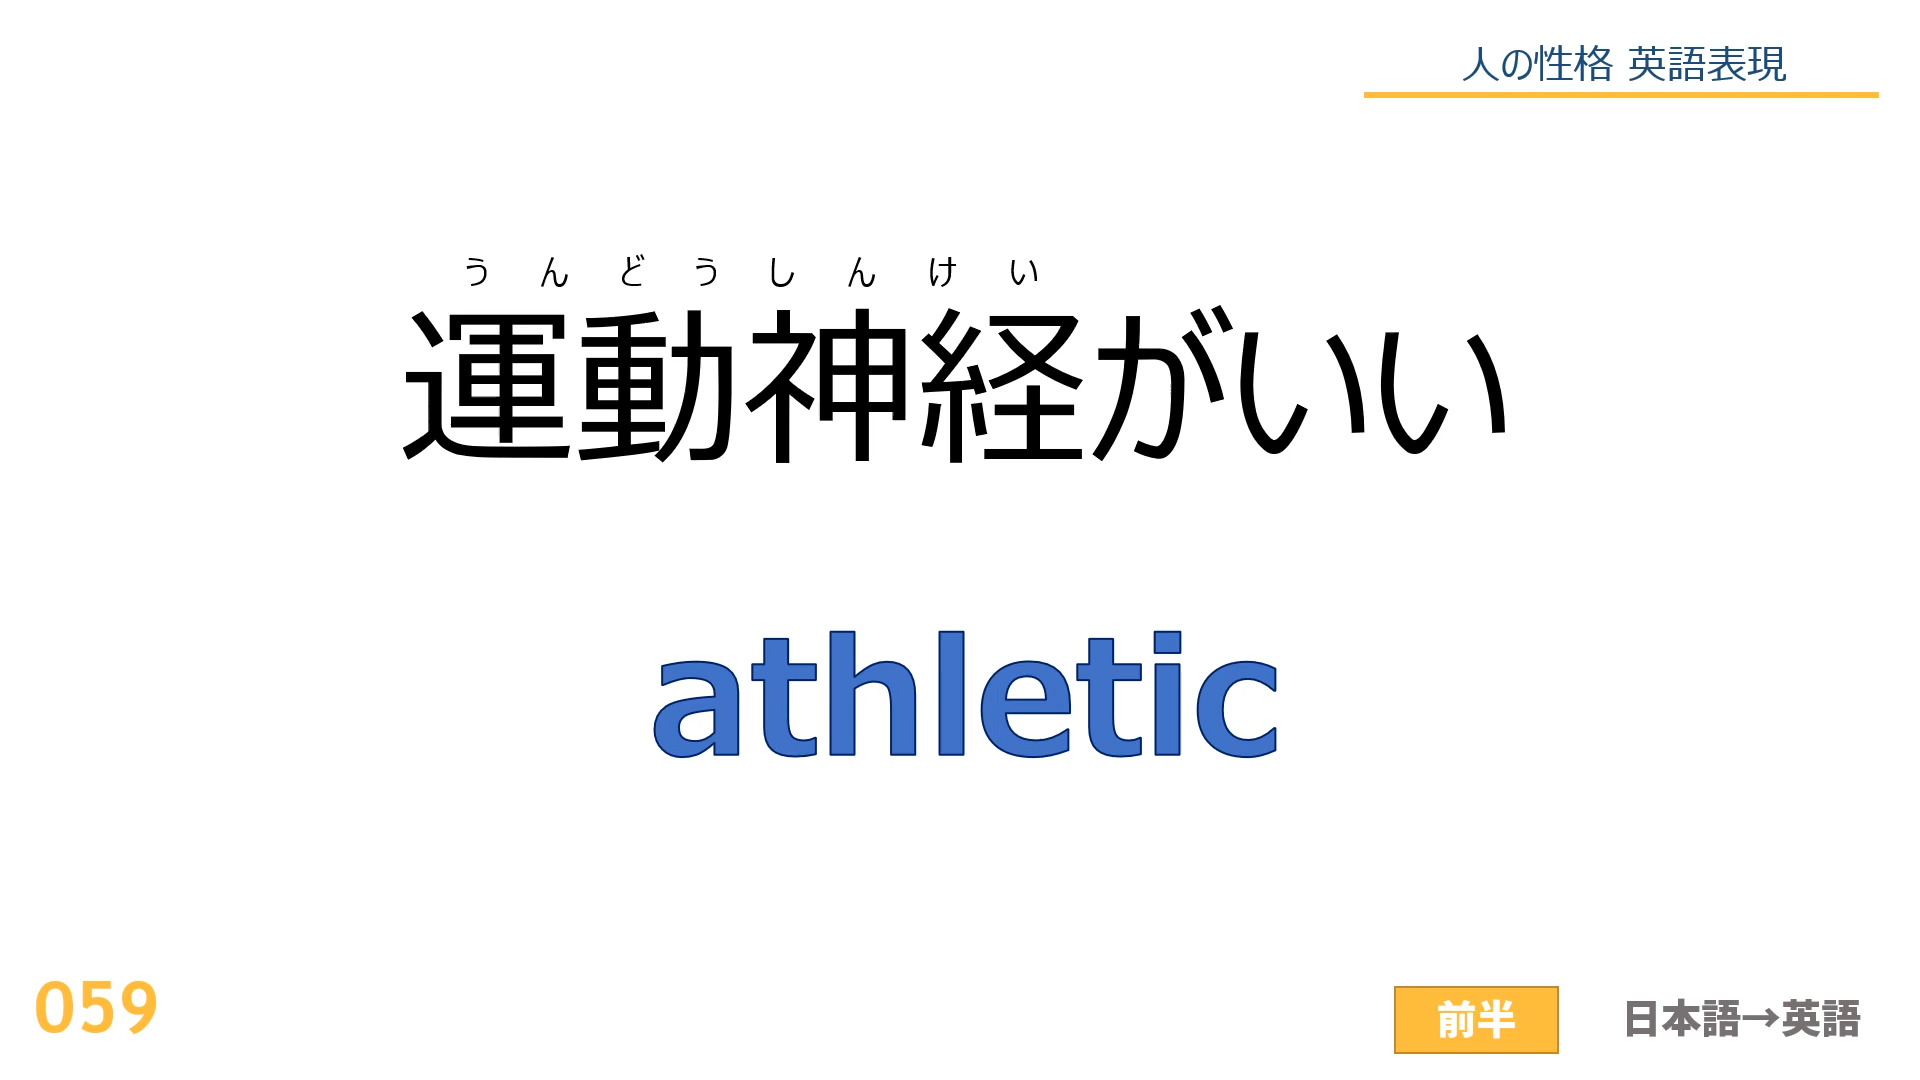 人の性格 英語表現
うんどうしんけい
運動神経がいい
athletic
059
前半
日本語→英語